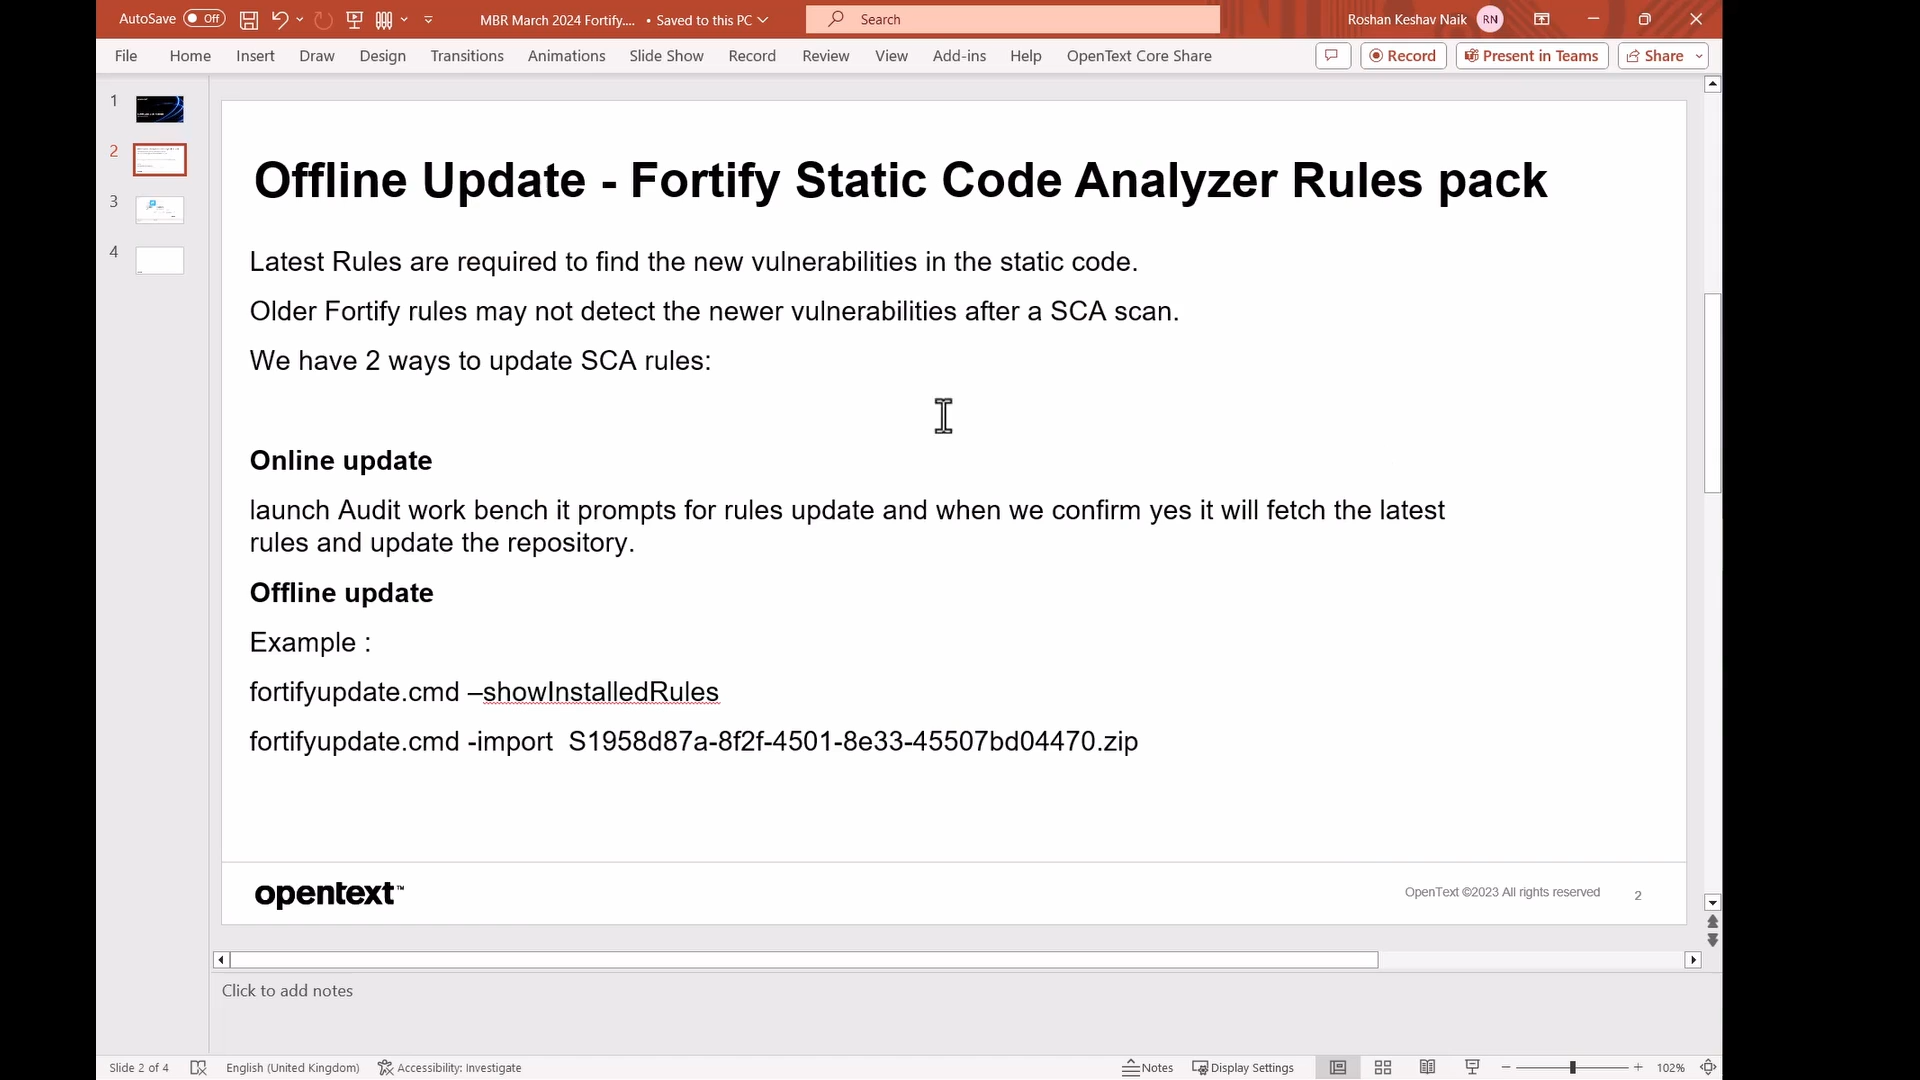 AutoSave Off MBR March 2024 Fortify.... • Saved to this PC Search Roshan Keshav Naik RN
File Home Insert Draw Design Transitions Animations Slide Show Record Review View Add-ins Help OpenText Core Share Record Present in Teams Share
1
2
3
4
Offline Update - Fortify Static Code Analyzer Rules pack
Latest Rules are required to find the new vulnerabilities in the static code.
Older Fortify rules may not detect the newer vulnerabilities after a SCA scan.
We have 2 ways to update SCA rules:
Online update
launch Audit work bench it prompts for rules update and when we confirm yes it will fetch the latest
rules and update the repository.
Offline update
Example :
fortifyupdate.cmd –showInstalledRules
fortifyupdate.cmd -import S1958d87a-8f2f-4501-8e33-45507bd04470.zip
opentext™
OpenText ©2023 All rights reserved 2
Click to add notes
Slide 2 of 4 English (United Kingdom) Accessibility: Investigate Notes Display Settings 102%